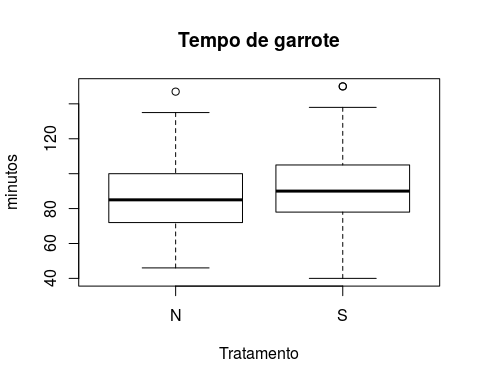 Tempo de garrote
minutos
120
80
60
40
N S
Tratamento